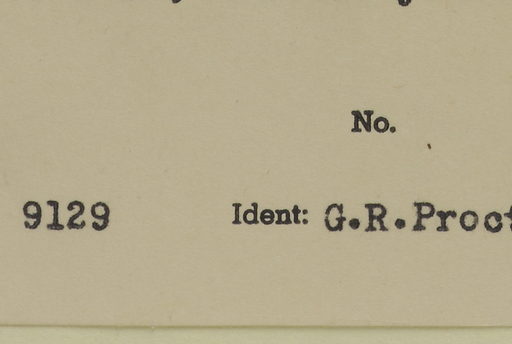 No.
9129 Ident: G.R.Proc